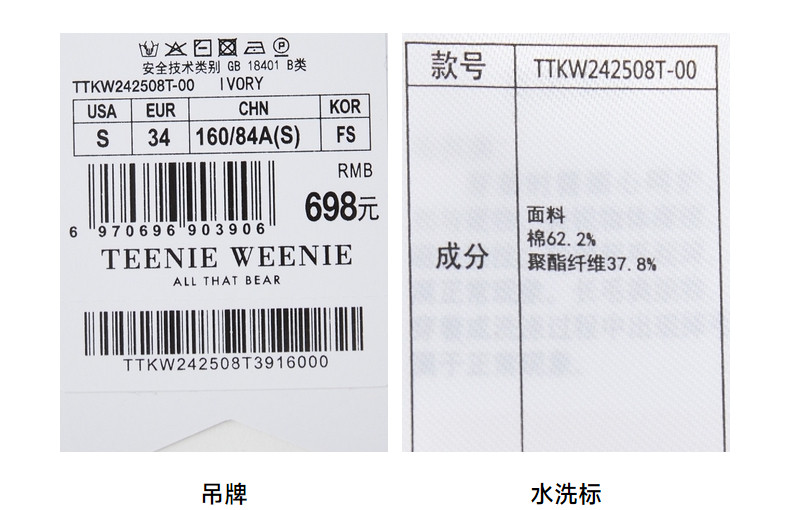 安全技术类别 GB 18401 B类
TTKW242508T-00 IVORY
USA EUR CHN KOR
S 34 160/84A(S) FS
RMB
698元
6 970696 903906
TEENIE WEENIE
ALL THAT BEAR
TTKW242508T3916000
吊牌
款号 TTKW242508T-00
成分
面料
棉62.2%
聚酯纤维37.8%
水洗标